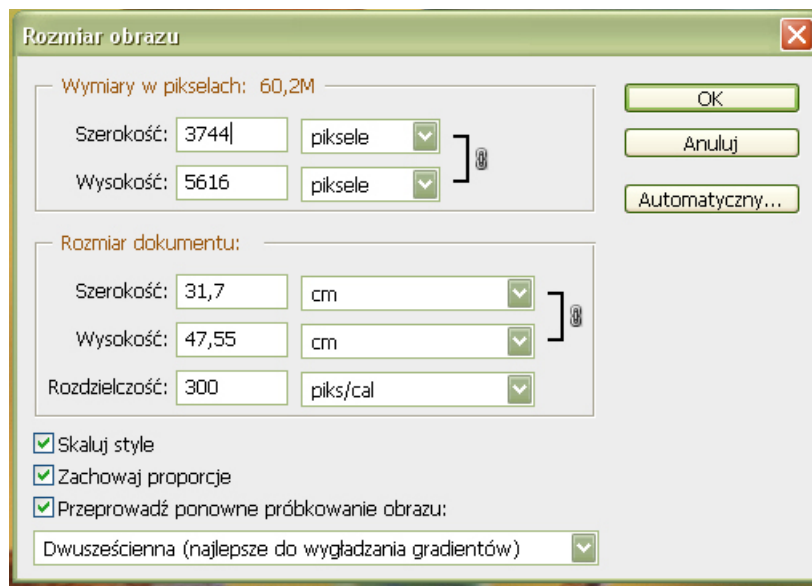 Rozmiar obrazu
Wymiary w pikselach: 60,2M
Szerokość: 3744 piksele
Wysokość: 5616 piksele
OK
Anuluj
Automatyczny...
Rozmiar dokumentu:
Szerokość: 31,7 cm
Wysokość: 47,55 cm
Rozdzielczość: 300 piks/cal
Skaluj style
Zachowaj proporcje
Przeprowadź ponowne próbkowanie obrazu:
Dwusześcienna (najlepsze do wygładzania gradientów)